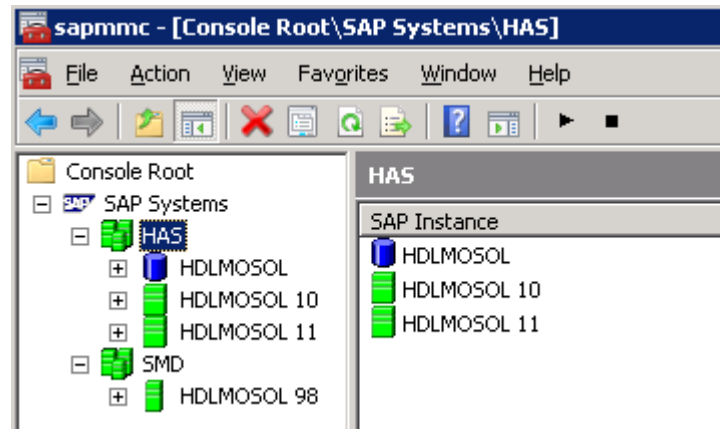 sapmmc - [Console Root\SAP Systems\HAS]
File Action View Favorites Window Help
Console Root
SAP Systems
HAS
HDLMOSOL
HDLMOSOL 10
HDLMOSOL 11
SMD
HDLMOSOL 98
HAS
SAP Instance
HDLMOSOL
HDLMOSOL 10
HDLMOSOL 11